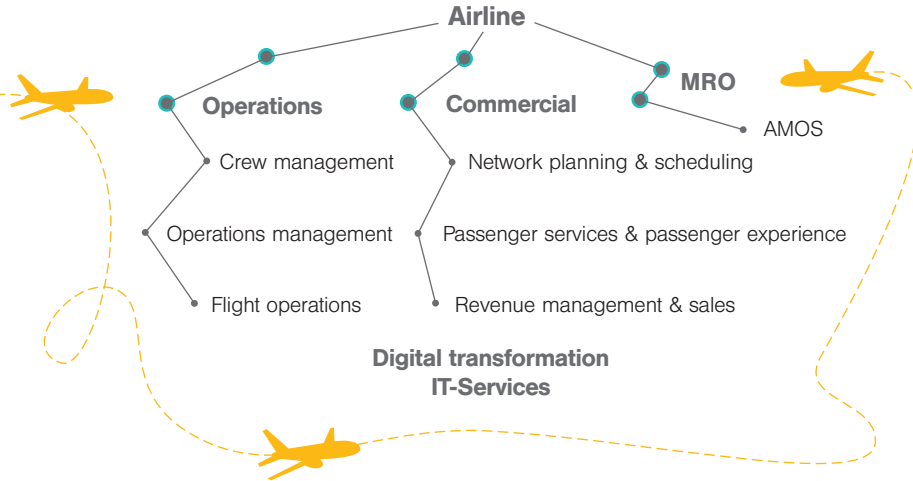 Airline
Operations
Crew management
Operations management
Flight operations
Commercial
Network planning & scheduling
Passenger services & passenger experience
Revenue management & sales
MRO
AMOS
Digital transformation
IT-Services